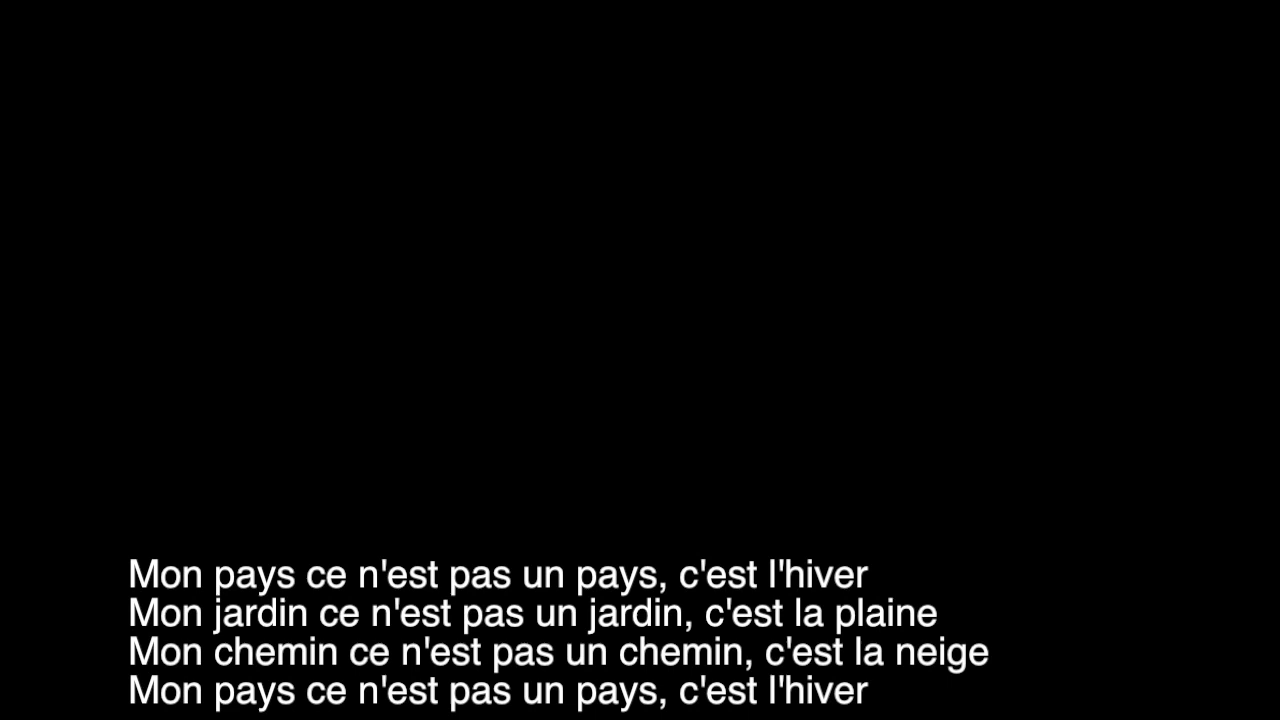 Mon pays ce n'est pas un pays, c'est l'hiver
Mon jardin ce n'est pas un jardin, c'est la plaine
Mon chemin ce n'est pas un chemin, c'est la neige
Mon pays ce n'est pas un pays, c'est l'hiver